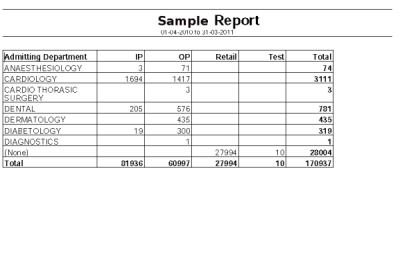 Sample Report
01-04-2010 to 31-03-2011
Admitting Department IP OP Retail Test Total
ANAESTHESIOLOGY 3 71 74
CARDIOLOGY 1694 1417 3111
CARDIO THORASIC 3 3
SURGERY
DENTAL 205 576 781
DERMATOLOGY 435 435
DIABETOLOGY 19 300 319
DIAGNOSTICS 1 1
(None) 27994 10 28004
Total 81936 60997 27994 10 170937